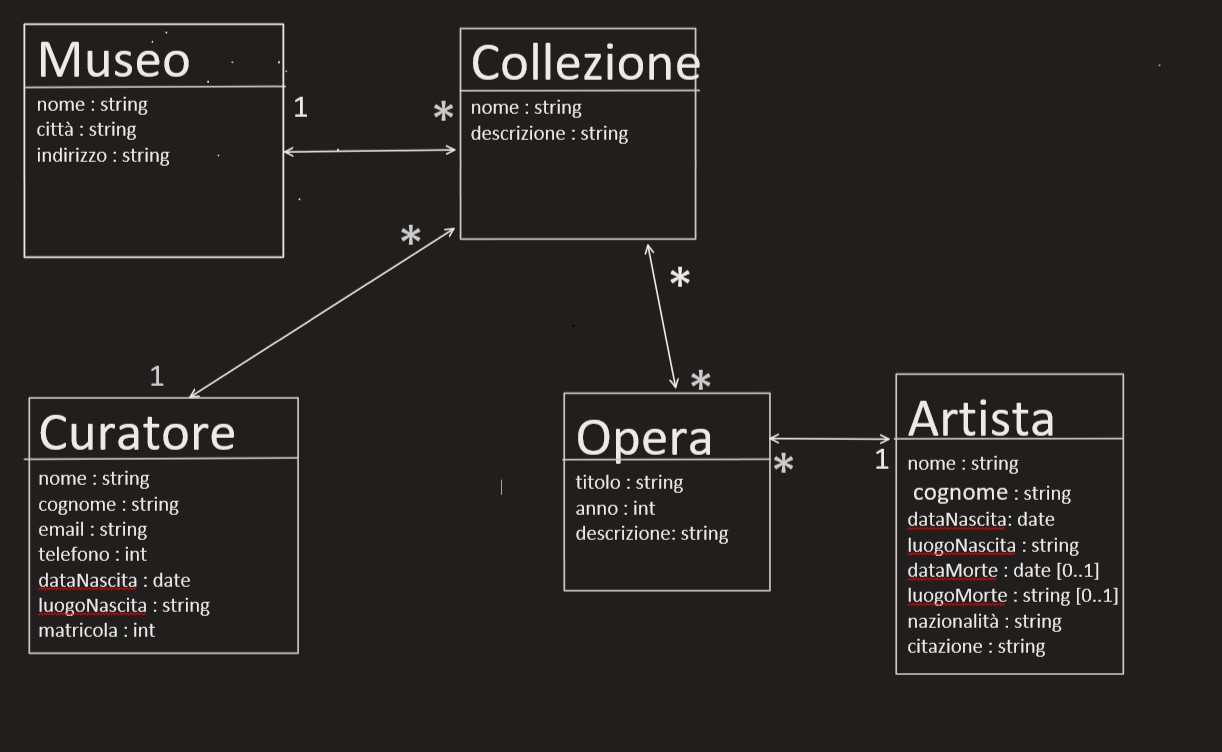 Museo
nome : string
città : string
indirizzo : string
1
*
Collezione
nome : string
descrizione : string
*
*
1
*
Curatore
nome : string
cognome : string
email : string
telefono : int
dataNascita : date
luogoNascita : string
matricola : int
Opera
titolo : string
anno : int
descrizione: string
*
1
Artista
nome : string
cognome : string
dataNascita: date
luogoNascita : string
dataMorte : date [0..1]
luogoMorte : string [0..1]
nazionalità : string
citazione : string